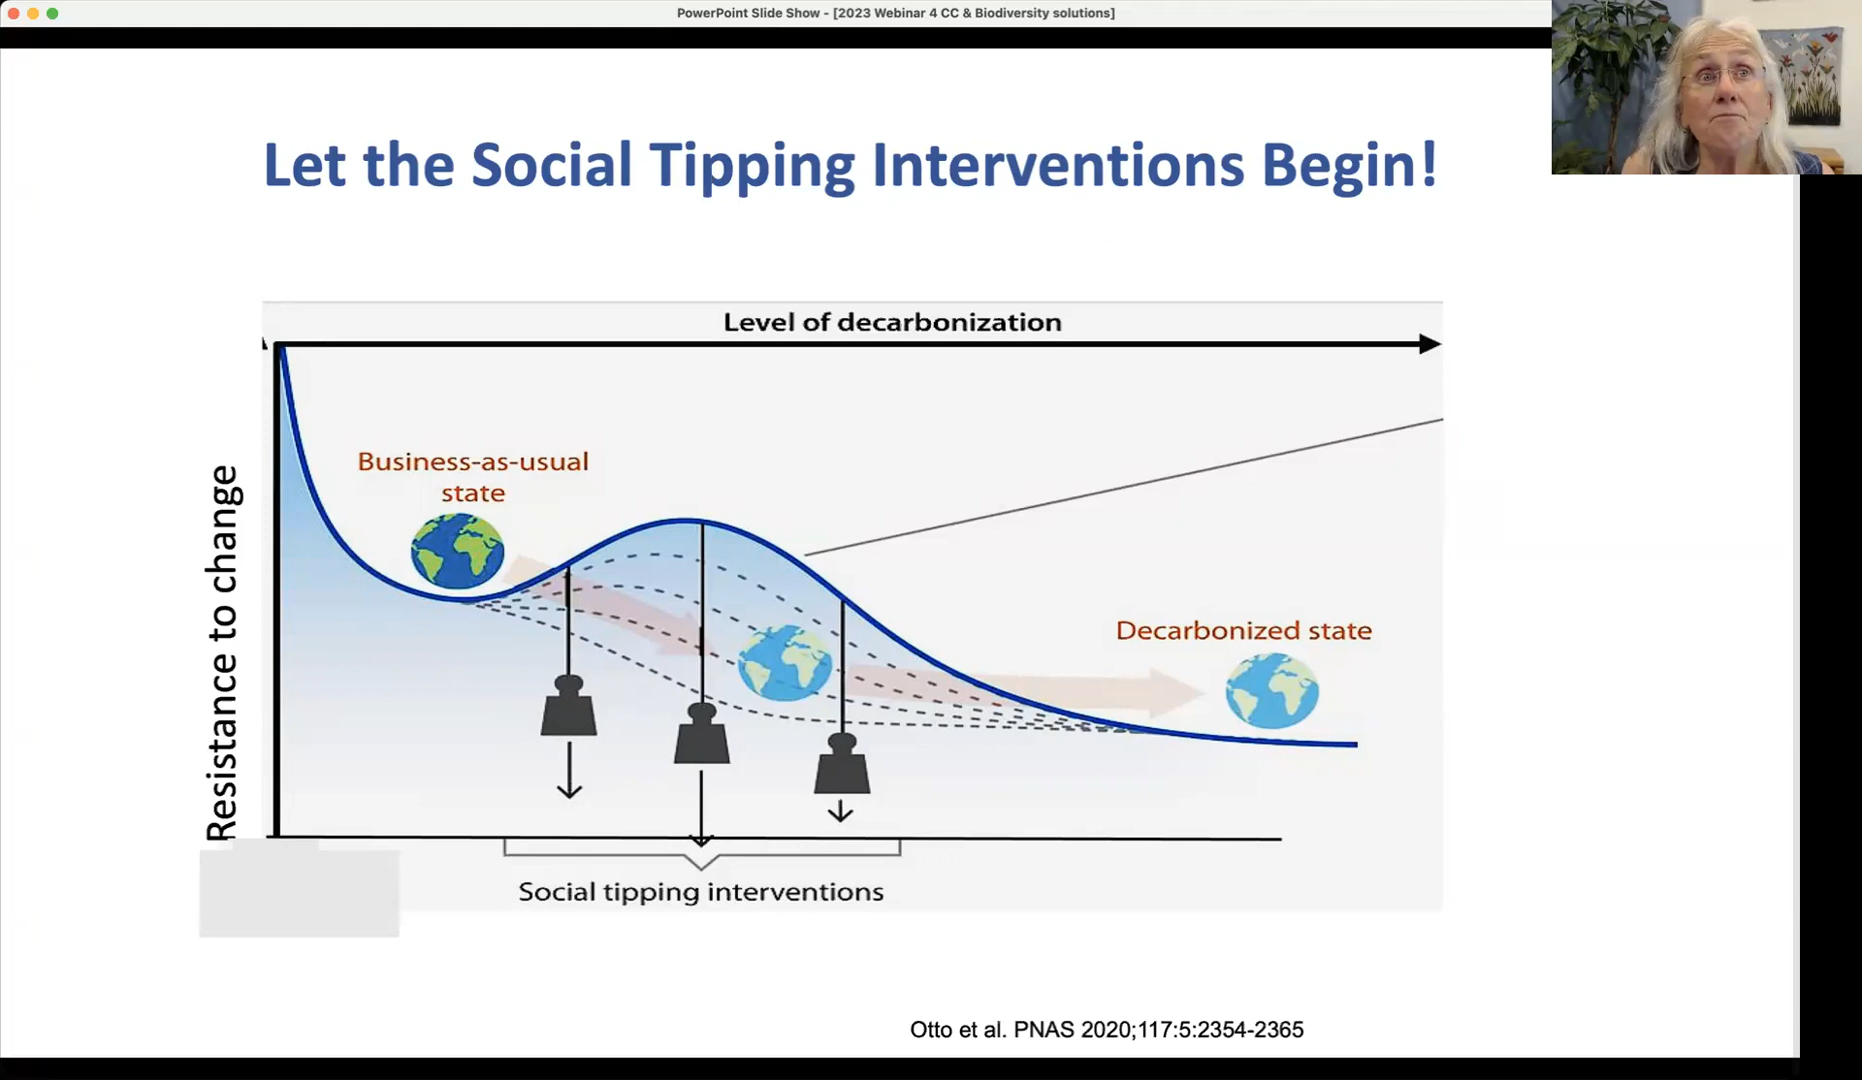 PowerPoint Slide Show - [2023 Webinar 4 CC & Biodiversity solutions]
Let the Social Tipping Interventions Begin!
Level of decarbonization
Business-as-usual
state
Resistance to change
Decarbonized state
Social tipping interventions
Otto et al. PNAS 2020;117:5:2354-2365